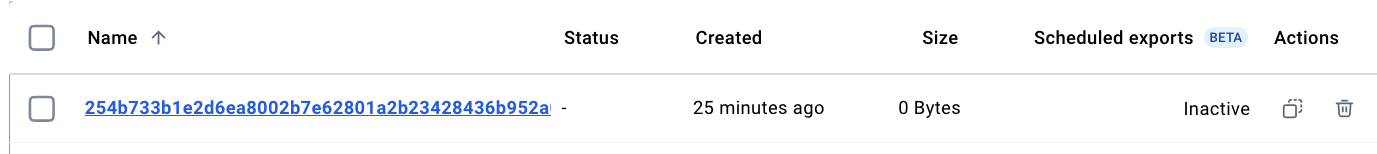 Name ↑ Status Created Size Scheduled exports BETA Actions
254b733b1e2d6ea8002b7e62801a2b23428436b952a - 25 minutes ago 0 Bytes Inactive